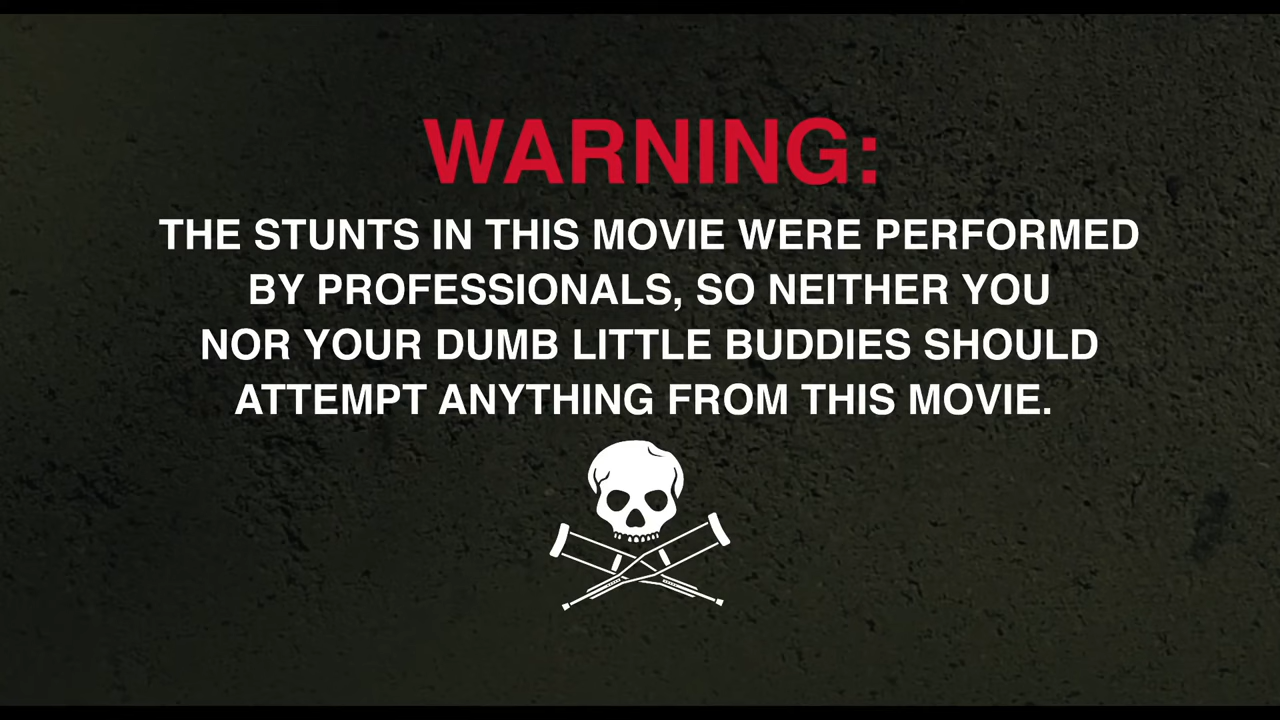 WARNING:
THE STUNTS IN THIS MOVIE WERE PERFORMED
BY PROFESSIONALS, SO NEITHER YOU
NOR YOUR DUMB LITTLE BUDDIES SHOULD
ATTEMPT ANYTHING FROM THIS MOVIE.